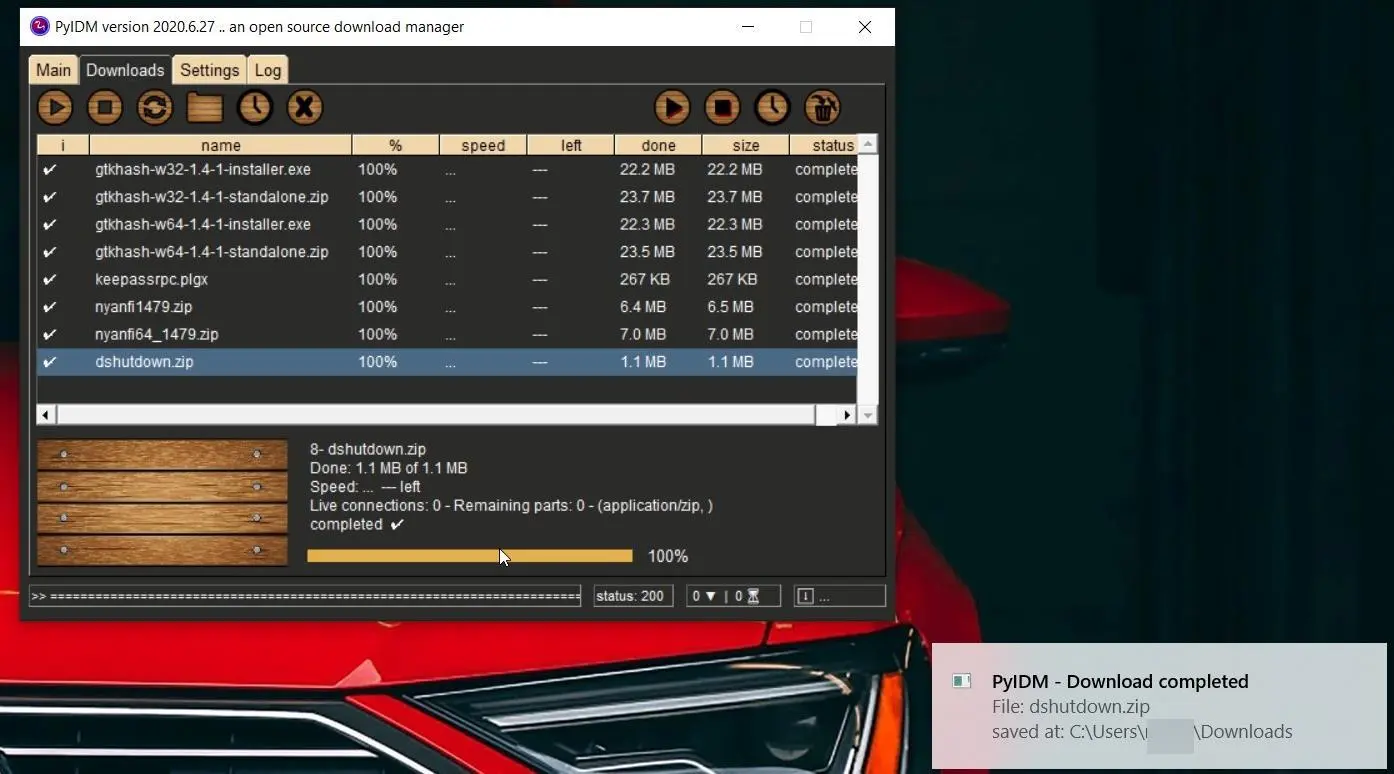 PyIDM version 2020.6.27 .. an open source download manager
Main Downloads Settings Log
i name % speed left done size status
✔ gtkhash-w32-1.4-1-installer.exe 100% ... --- 22.2 MB 22.2 MB complete
✔ gtkhash-w32-1.4-1-standalone.zip 100% ... --- 23.7 MB 23.7 MB complete
✔ gtkhash-w64-1.4-1-installer.exe 100% ... --- 22.3 MB 22.3 MB complete
✔ gtkhash-w64-1.4-1-standalone.zip 100% ... --- 23.5 MB 23.5 MB complete
✔ keepassrpc.plgx 100% ... --- 267 KB 267 KB complete
✔ nyanfi1479.zip 100% ... --- 6.4 MB 6.5 MB complete
✔ nyanfi64_1479.zip 100% ... --- 7.0 MB 7.0 MB complete
✔ dshutdown.zip 100% ... --- 1.1 MB 1.1 MB complete
8- dshutdown.zip
Done: 1.1 MB of 1.1 MB
Speed: ... --- left
Live connections: 0 - Remaining parts: 0 - (application/zip, )
completed ✔
100%
>> ==========================================================================
status: 200
0 ▼ | 0 ⏳
...
PyIDM - Download completed
File: dshutdown.zip
saved at: C:\Users\ \Downloads